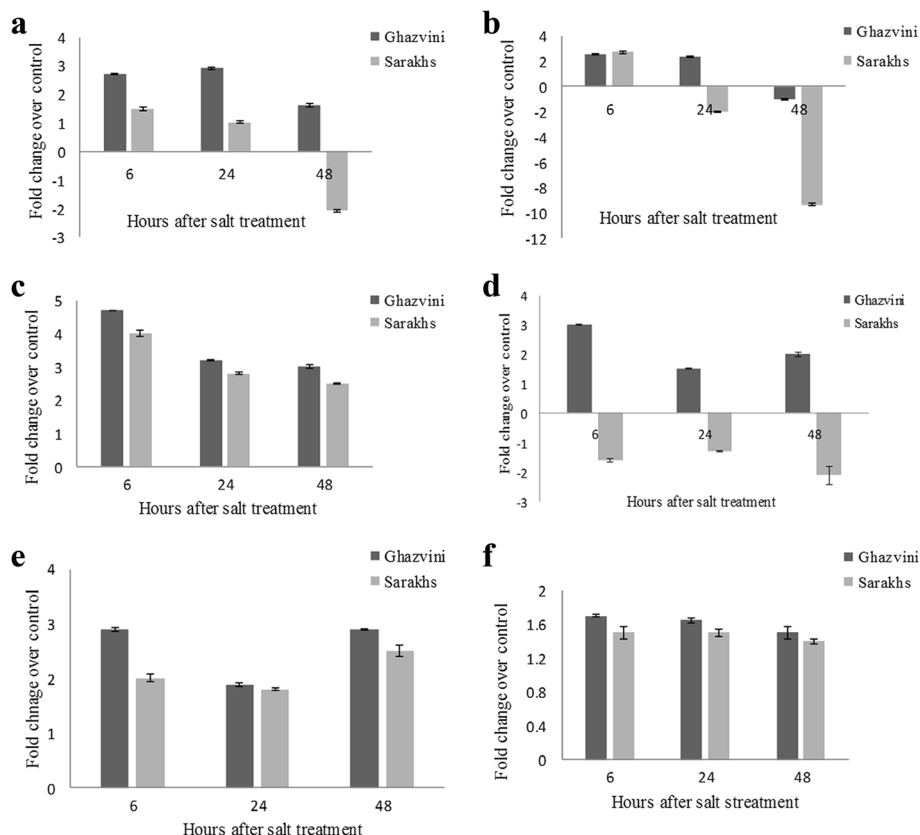 a
Ghazvini
Sarakhs
Fold change over control
4
3
2
1
0
-1
-2
-3
6
24
48
Hours after salt treatment
b
Ghazvini
Sarakhs
Fold change over control
4
2
0
-2
-4
-6
-8
-10
-12
6
24
48
Hours after salt treatment
c
Ghazvini
Sarakhs
Fold change over control
5
4
3
2
1
0
6
24
48
Hours after salt treatment
d
Ghazvini
Sarakhs
Fold change over control
4
3
2
1
0
-1
-2
-3
6
24
48
Hours after salt treatment
e
Ghazvini
Sarakhs
Fold chnage over control
4
3
2
1
0
6
24
48
Hours after salt treatment
f
Ghazvini
Sarakhs
Fold change over control
2
1.6
1.2
0.8
0.4
0
6
24
48
Hours after salt streatment